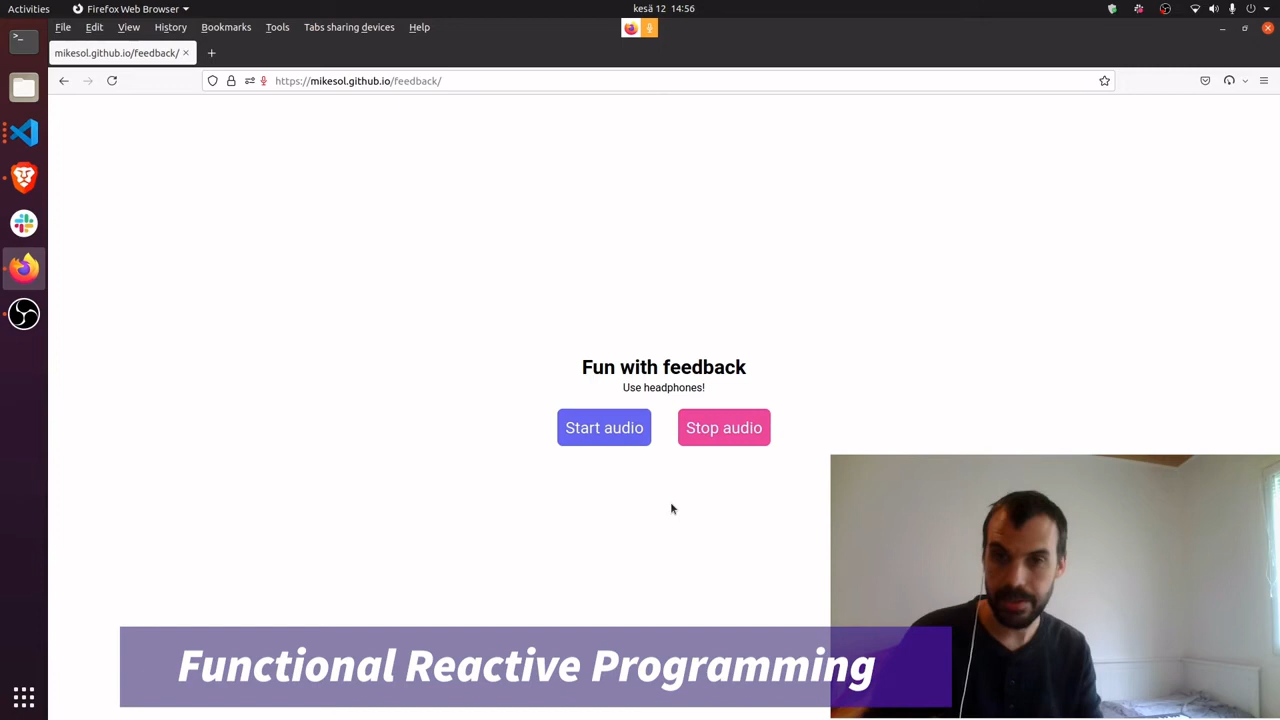 Activities
Firefox Web Browser
kesä 12 14:56
File Edit View History Bookmarks Tools Tabs sharing devices Help
mikesol.github.io/feedback/
https://mikesol.github.io/feedback/
Fun with feedback
Use headphones!
Start audio
Stop audio
Functional Reactive Programming